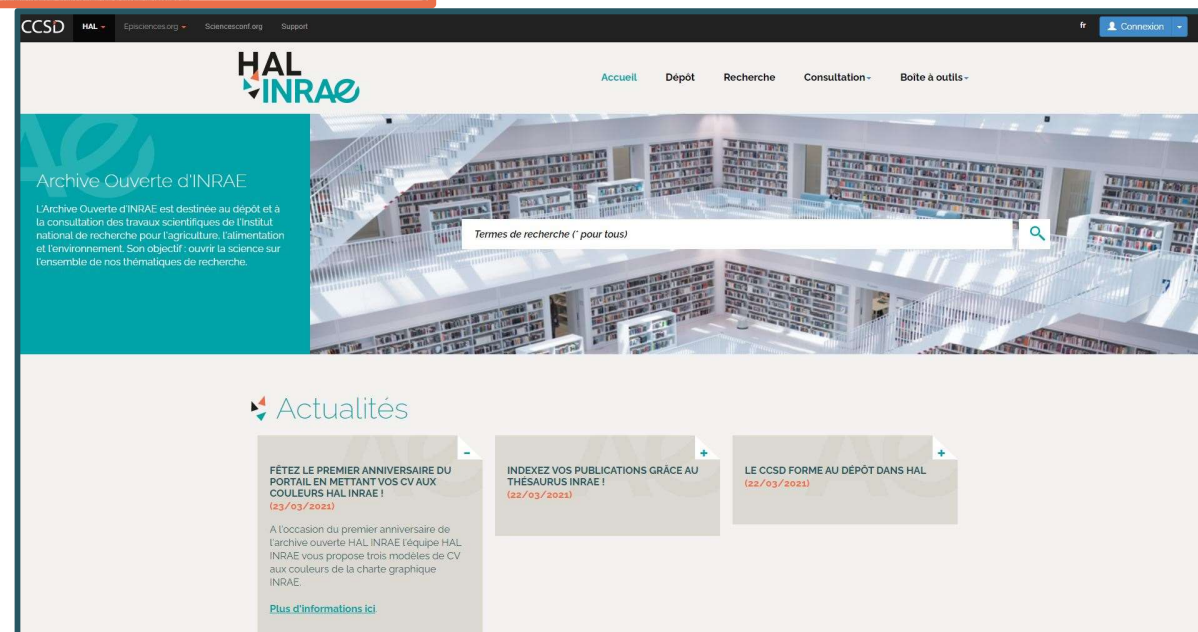 CCSD HAL Episciences.org Sciencesconf.org Support fr Connexion
HAL
INRAE
Accueil Dépôt Recherche Consultation Boîte à outils
Archive Ouverte d'INRAE
L'Archive Ouverte d'INRAE est destinée au dépôt et à
la consultation des travaux scientifiques de l'Institut
national de recherche pour l'agriculture, l'alimentation
et l'environnement. Son objectif : ouvrir la science sur
l'ensemble de nos thématiques de recherche.
Termes de recherche (* pour tous)
Actualités
FÊTEZ LE PREMIER ANNIVERSAIRE DU
PORTAIL EN METTANT VOS CV AUX
COULEURS HAL INRAE !
(23/03/2021)
A l'occasion du premier anniversaire de
l'archive ouverte HAL INRAE l'équipe HAL
INRAE vous propose trois modèles de CV
aux couleurs de la charte graphique
INRAE.
Plus d'informations ici.
INDEXEZ VOS PUBLICATIONS GRÂCE AU
THÉSAURUS INRAE !
(22/03/2021)
LE CCSD FORME AU DÉPÔT DANS HAL
(22/03/2021)